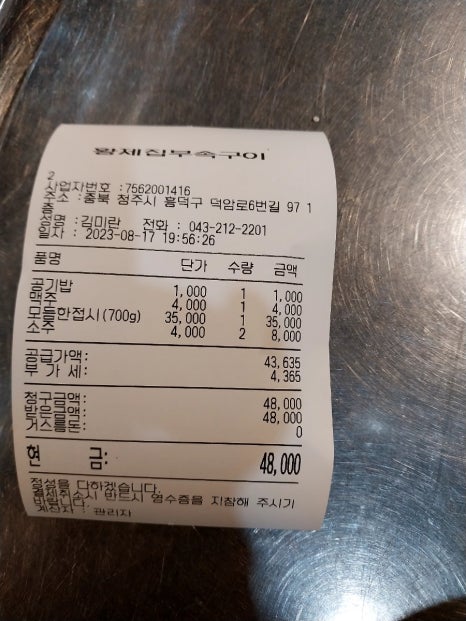 황제집부속구이
2
사업자번호 :7562001416
주소 :충북 청주시 흥덕구 덕암로6번길 97 1
층
성명 :김미란 전화 : 043-212-2201
일자 : 2023-08-17 19:56:26
품명 단가 수량 금액
공기밥 1,000 1 1,000
맥주 4,000 1 4,000
모듬한접시(700g) 35,000 1 35,000
소주 4,000 2 8,000
공급가액: 43,635
부 가 세: 4,365
청구금액: 48,000
받은금액: 48,000
거스름돈: 0
현 금: 48,000
정성을 다하겠습니다.
결제취소시 반드시 영수증을 지참해 주시기
바랍니다.
계산자 : 관리자